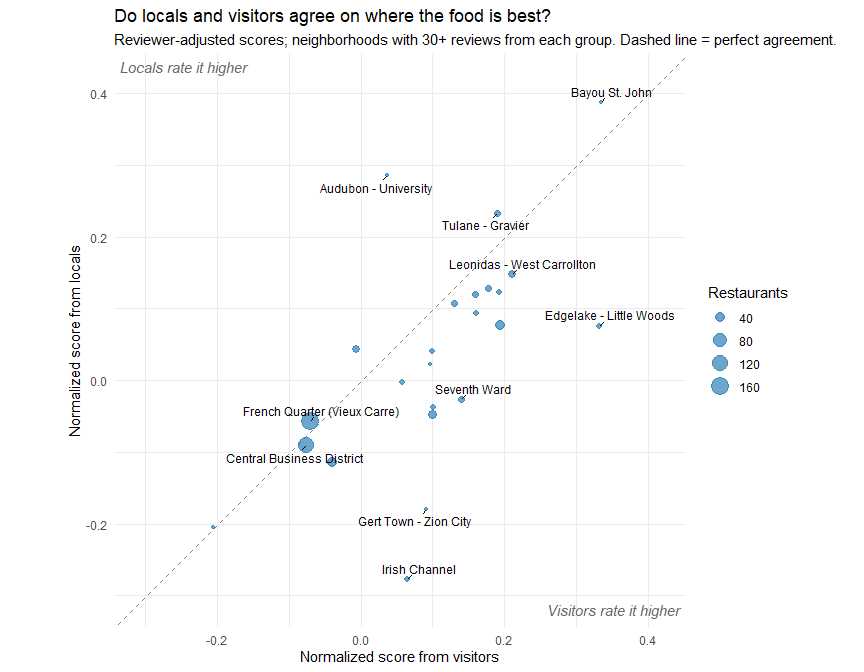 Do locals and visitors agree on where the food is best?
Reviewer-adjusted scores; neighborhoods with 30+ reviews from each group. Dashed line = perfect agreement.
Locals rate it higher
Bayou St. John
0.4
Audubon - University
Tulane - Gravier
0.2
Leonidas - West Carrollton
Edgelake - Little Woods
Restaurants
40
80
120
160
Normalized score from locals
0.0
Seventh Ward
French Quarter (Vieux Carre)
Central Business District
-0.2
Gert Town - Zion City
Irish Channel
Visitors rate it higher
-0.2
0.0
0.2
0.4
Normalized score from visitors